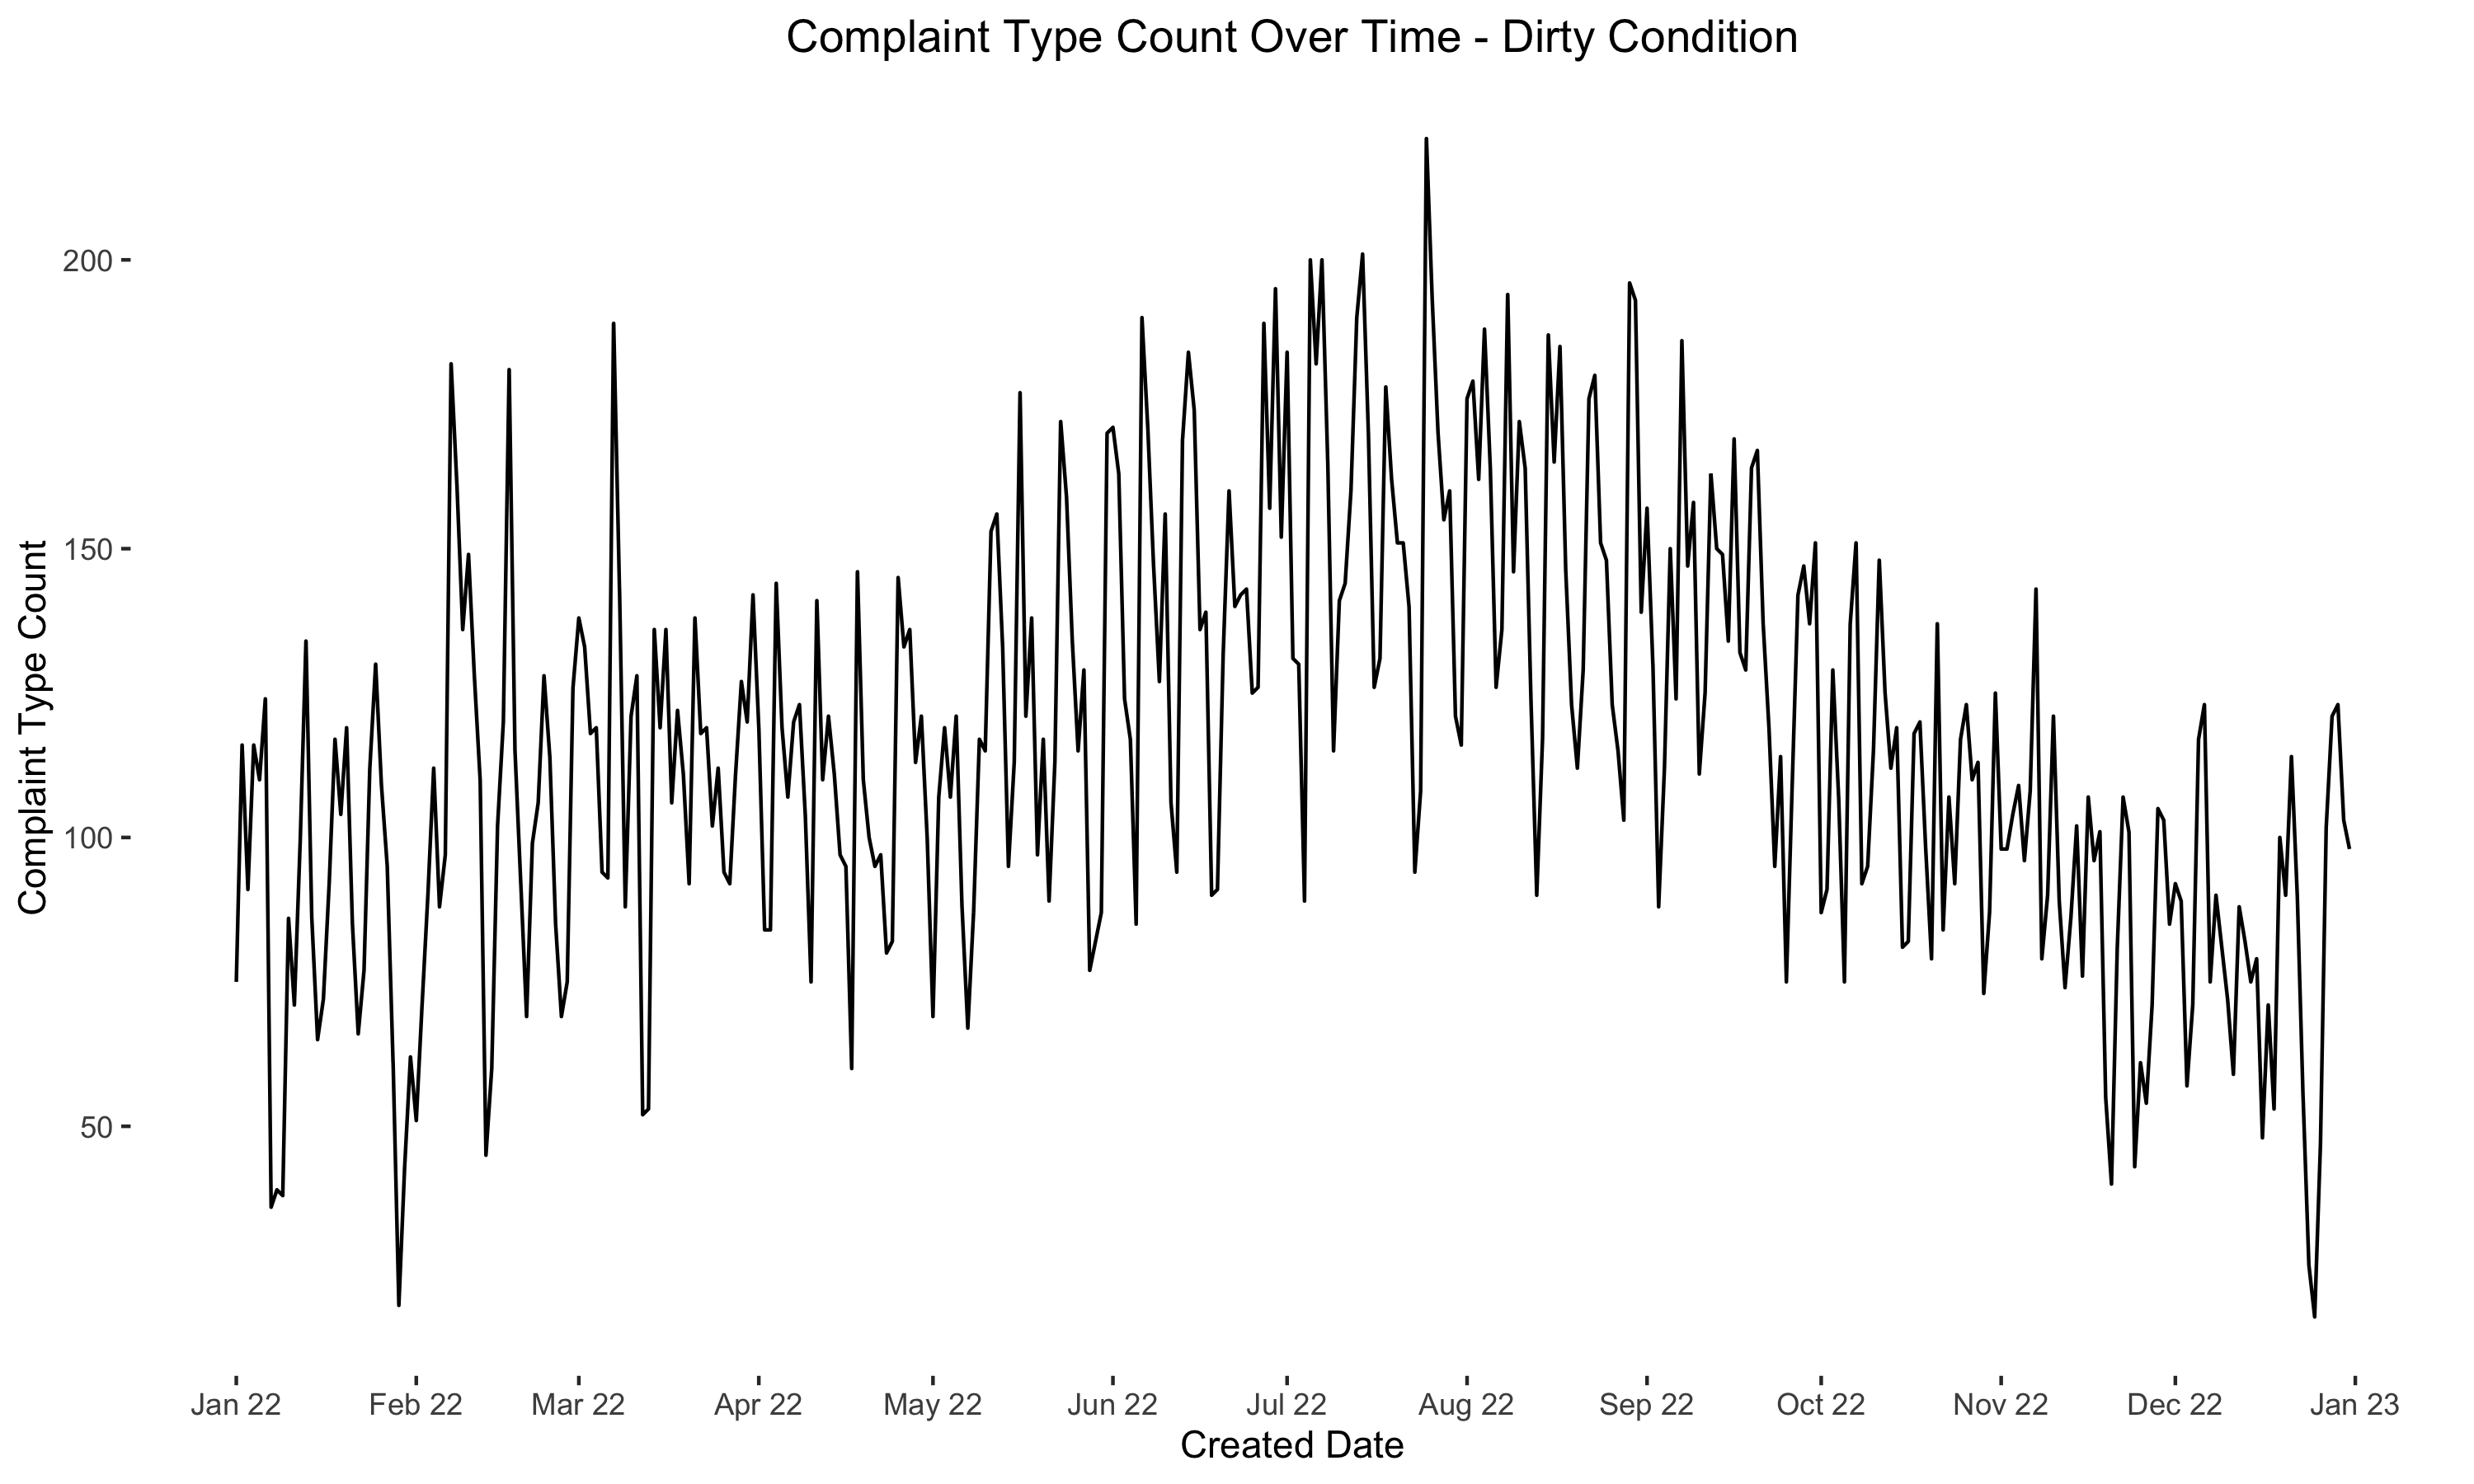 Complaint Type Count Over Time - Dirty Condition
Complaint Type Count
200
150
100
50
Jan 22 Feb 22 Mar 22 Apr 22 May 22 Jun 22 Jul 22 Aug 22 Sep 22 Oct 22 Nov 22 Dec 22 Jan 23
Created Date